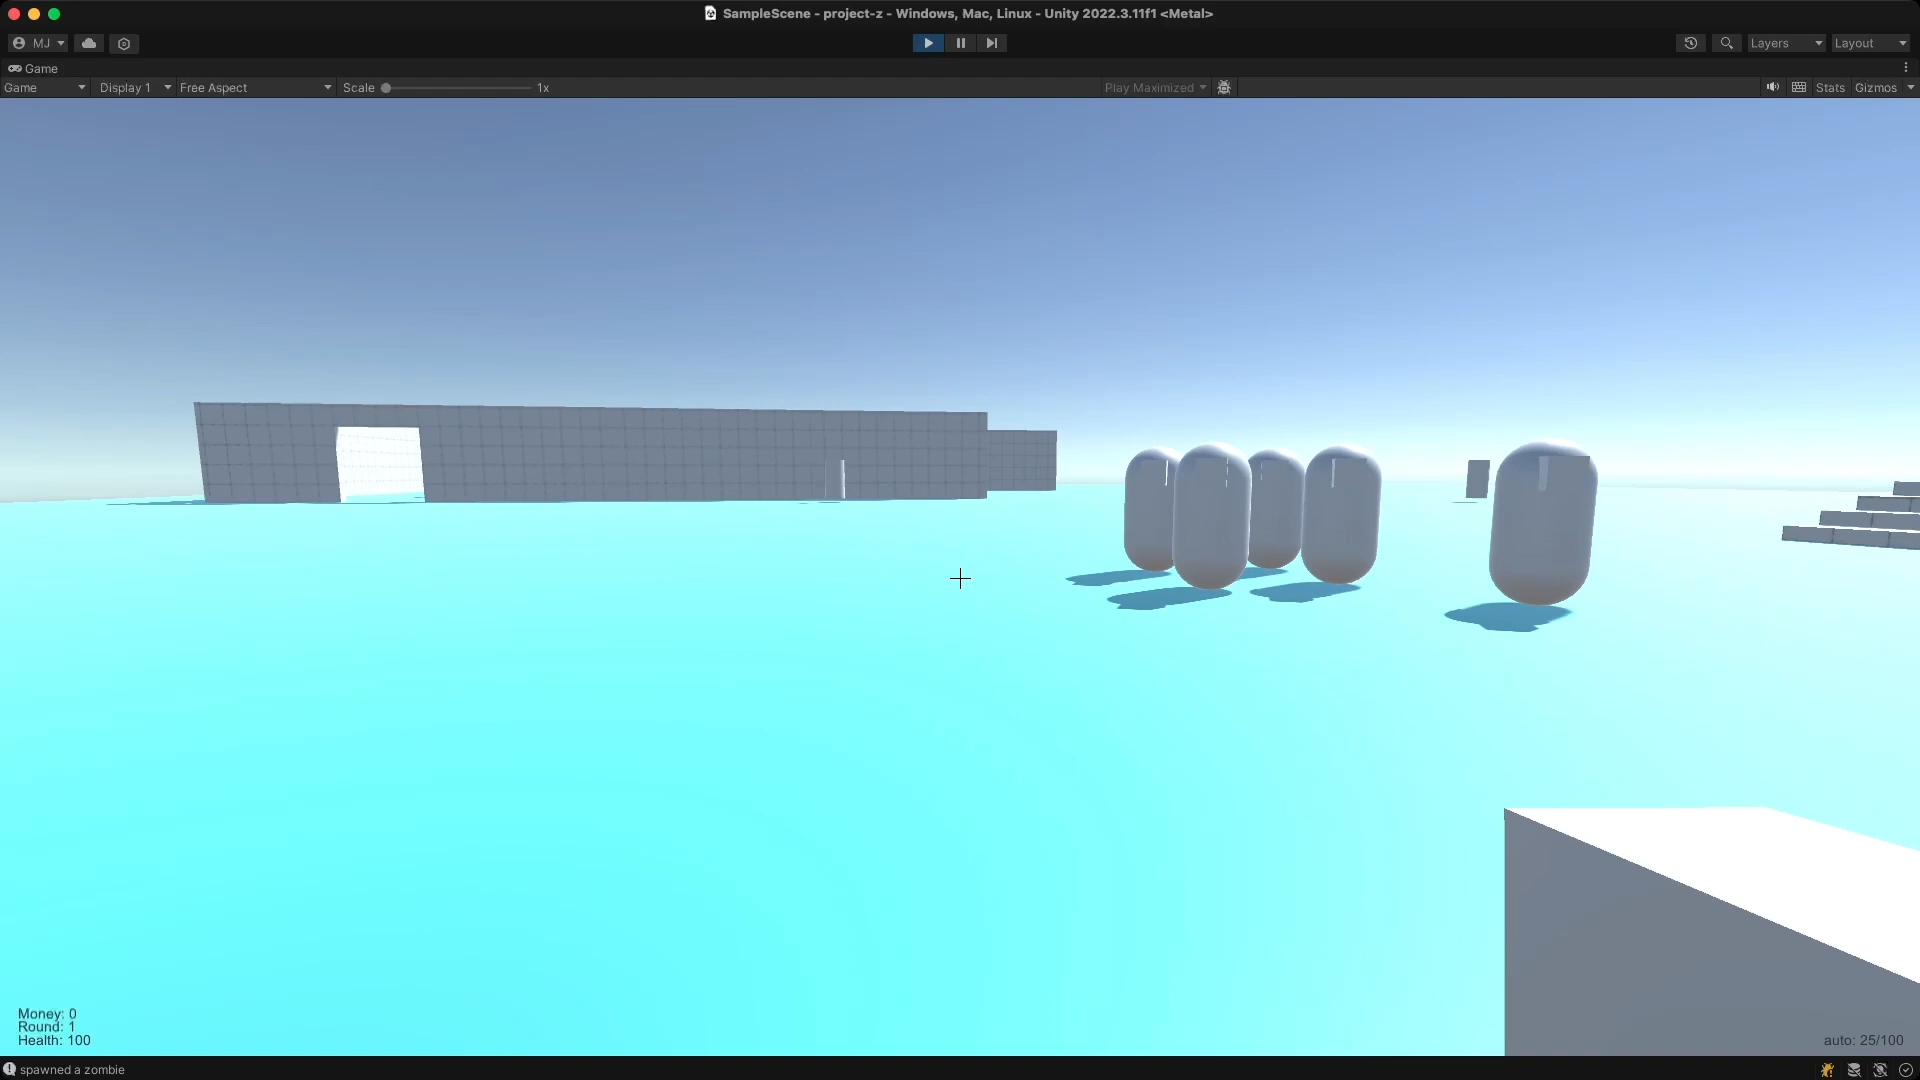 SampleScene - project-z - Windows, Mac, Linux - Unity 2022.3.11f1 <Metal>
MJ
Layers
Layout
Game
Game
Display 1
Free Aspect
Scale
1x
Play Maximized
Stats
Gizmos
Money: 0
Round: 1
Health: 100
auto: 25/100
spawned a zombie